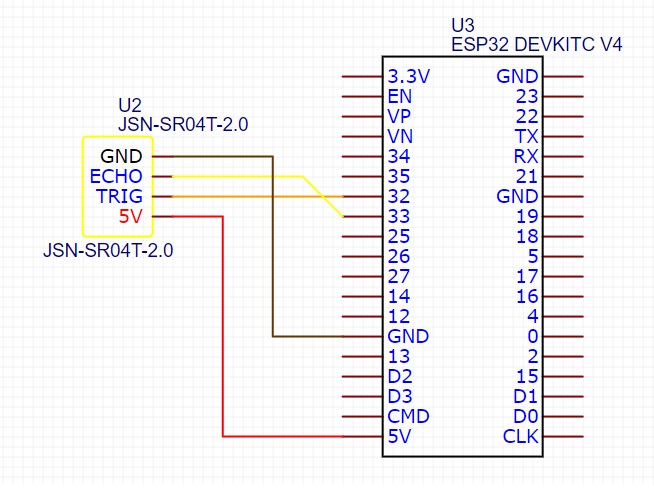 U3
ESP32 DEVKITC V4
U2
JSN-SR04T-2.0
GND
ECHO
TRIG
5V
JSN-SR04T-2.0
3.3V
EN
VP
VN
34
35
32
33
25
26
27
14
12
GND
13
D2
D3
CMD
5V
GND
23
22
TX
RX
21
GND
19
18
5
17
16
4
0
2
15
D1
D0
CLK